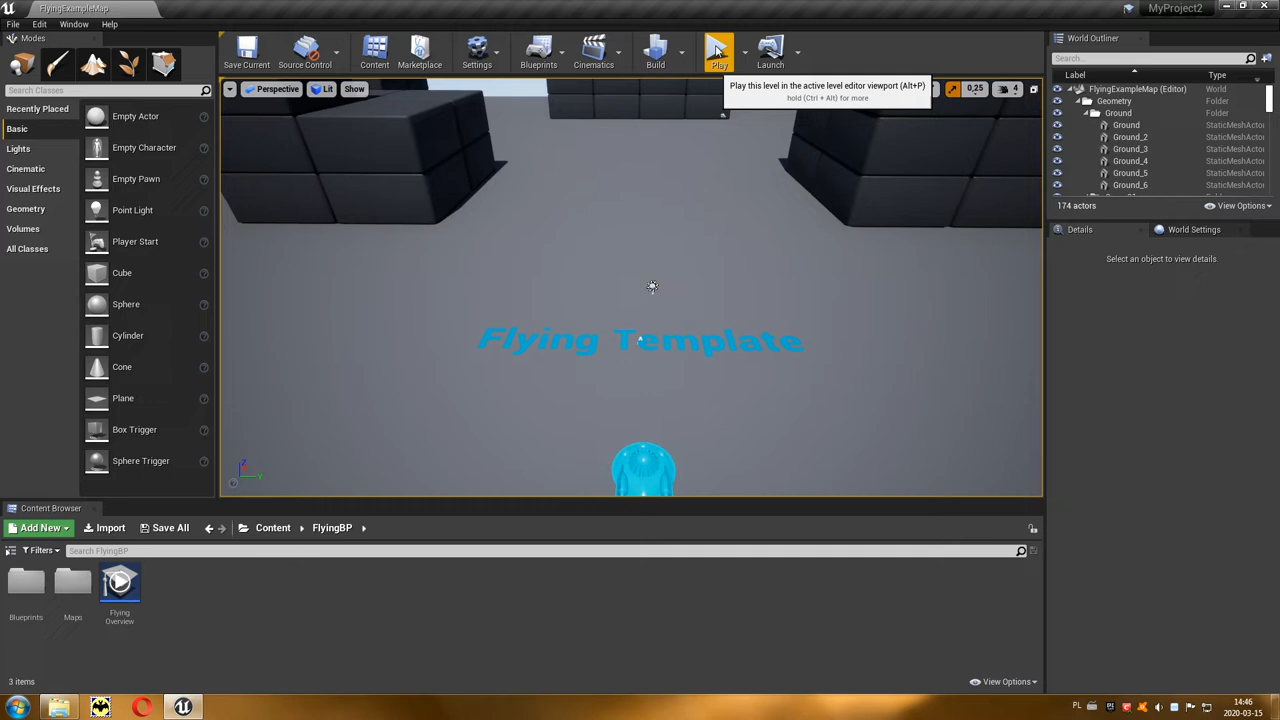 FlyingExampleMap
MyProject2
File Edit Window Help
Modes
Search Classes
Recently Placed
Basic
Lights
Cinematic
Visual Effects
Geometry
Volumes
All Classes
Empty Actor
Empty Character
Empty Pawn
Point Light
Player Start
Cube
Sphere
Cylinder
Cone
Plane
Box Trigger
Sphere Trigger
Save Current Source Control Content Marketplace Settings Blueprints Cinematics Build Play Launch
Perspective Lit Show
Play this level in the active level editor viewport (Alt+P)
hold (Ctrl + Alt) for more
0,25 4
Flying Template
Z
Y
World Outliner
Search...
Label Type
FlyingExampleMap (Editor) World
Geometry Folder
Ground Folder
Ground StaticMeshActor
Ground_2 StaticMeshActor
Ground_3 StaticMeshActor
Ground_4 StaticMeshActor
Ground_5 StaticMeshActor
Ground_6 StaticMeshActor
174 actors View Options
Details World Settings
Select an object to view details.
Content Browser
Add New Import Save All Content FlyingBP
Filters Search FlyingBP
Blueprints
Maps
Flying
Overview
3 items View Options
PL
14:46
2020-03-15